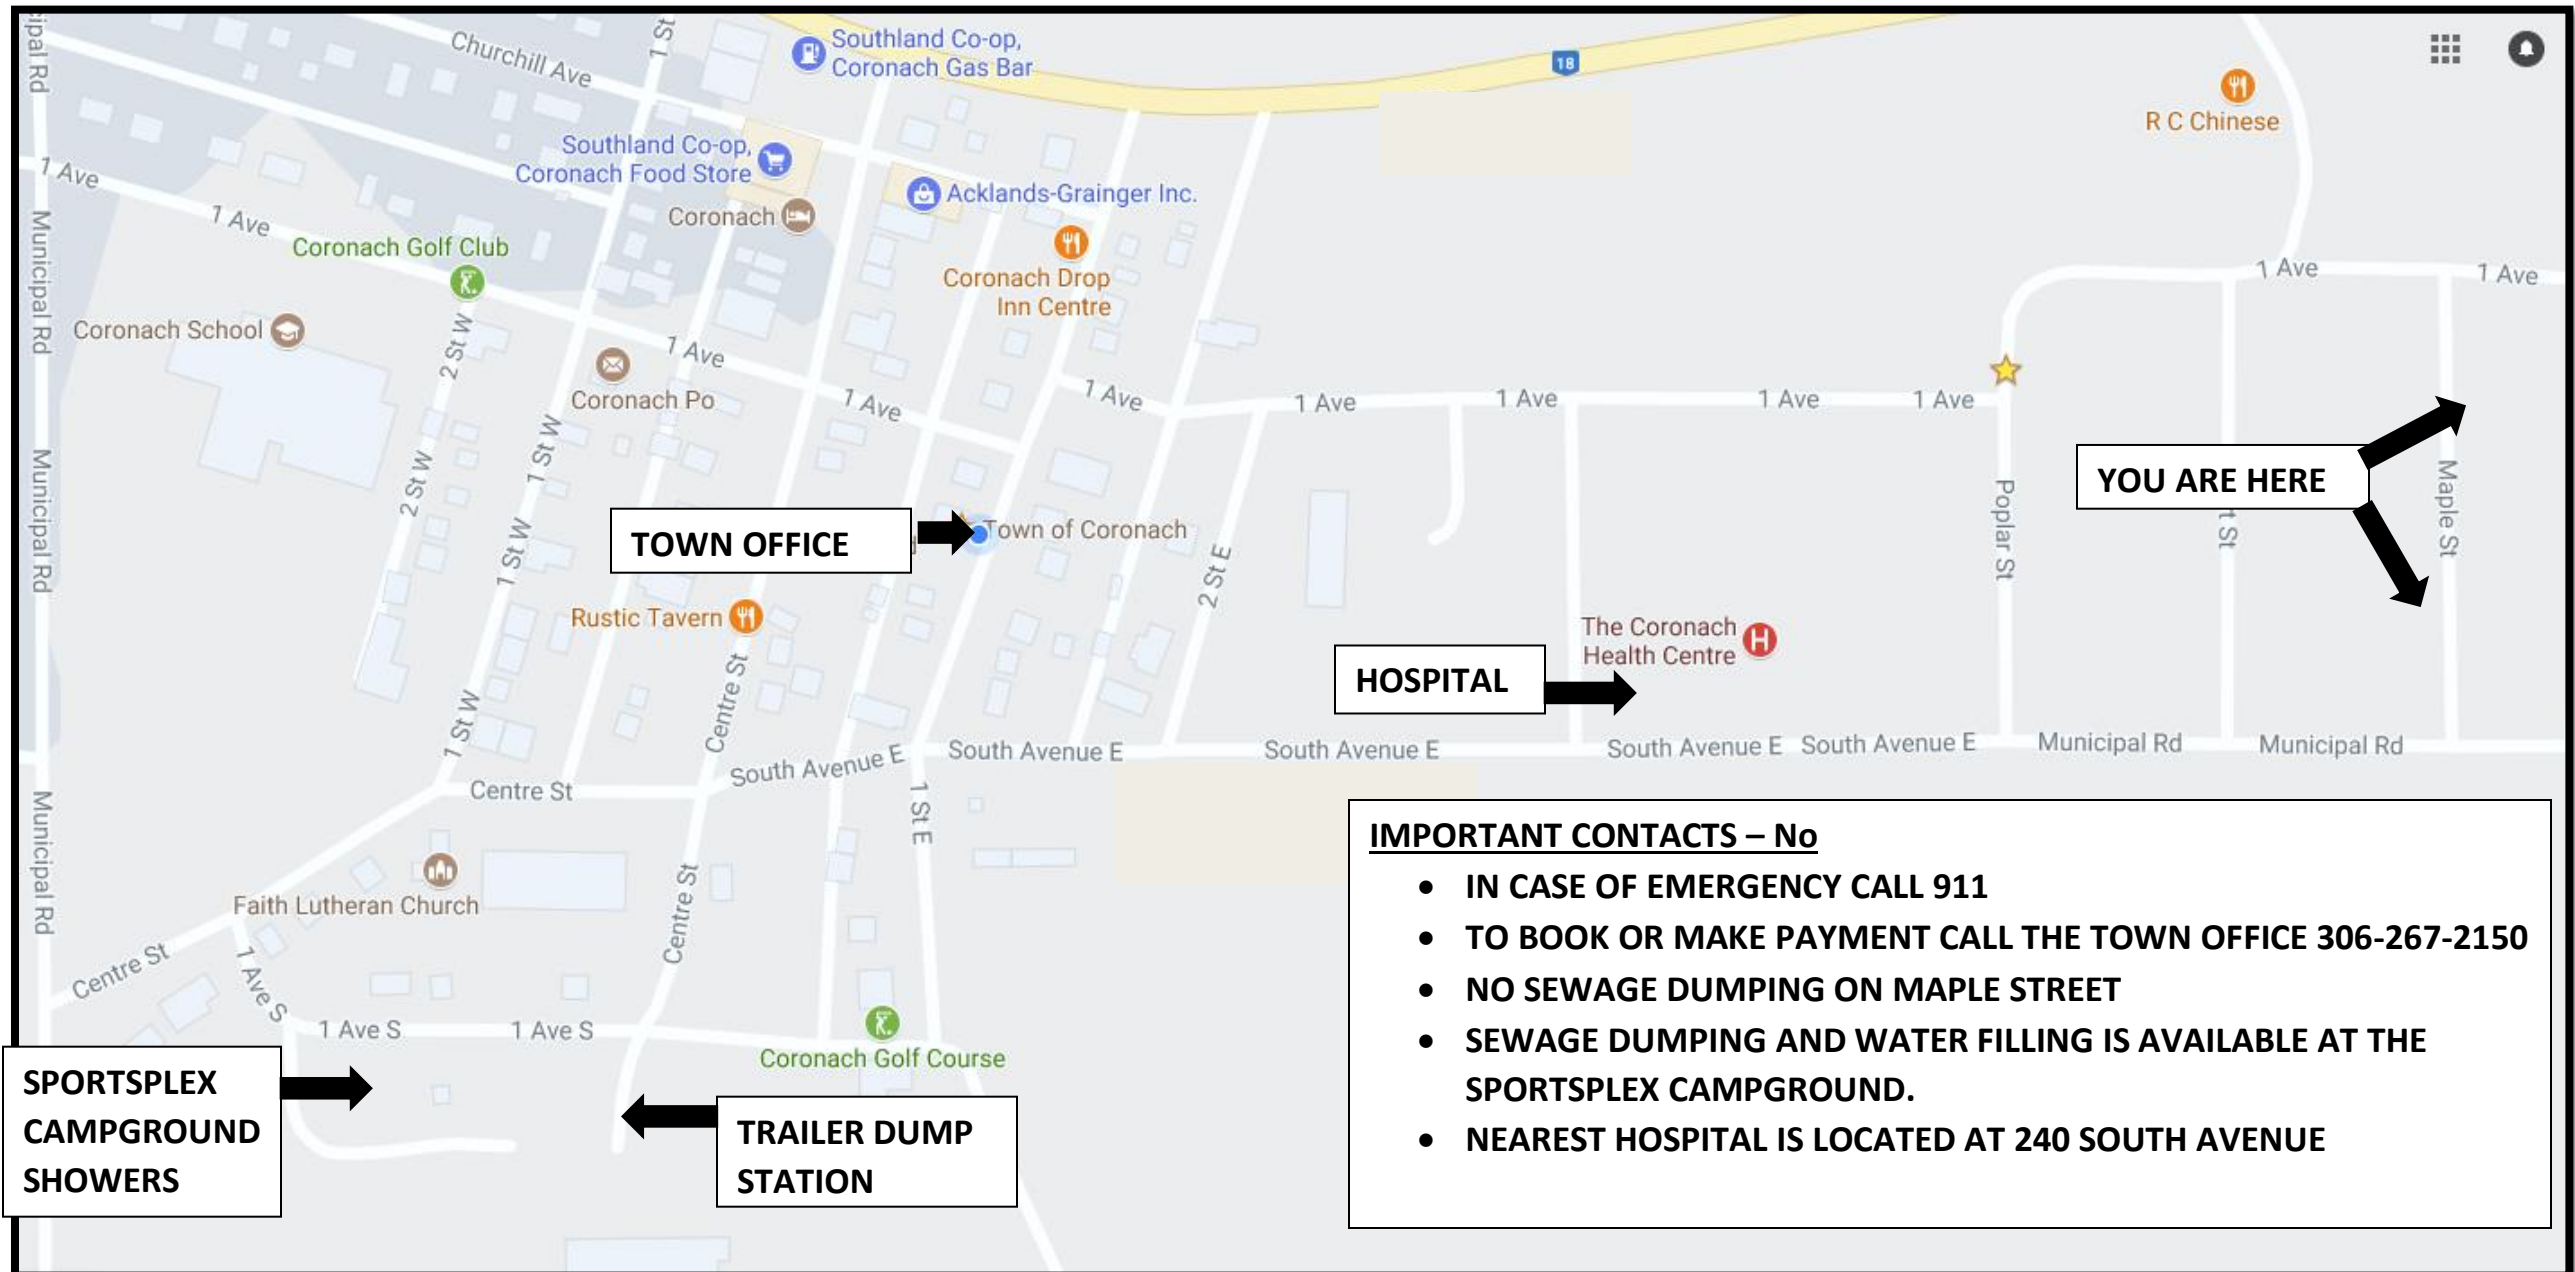 ipal Rd
Churchill Ave
1 St
Southland Co-op,
Coronach Gas Bar
18
R C Chinese
1 Ave
Southland Co-op,
Coronach Food Store
Acklands-Grainger Inc.
Coronach
1 Ave
Municipal Rd
Coronach Golf Club
Coronach Drop
Inn Centre
1 Ave
1 Ave
Coronach School
2 St W
1 Ave
Coronach Po
1 Ave
1 Ave
1 Ave
1 Ave
1 Ave
1 Ave
YOU ARE HERE
Municipal Rd
2 St W
1 St W
1 St W
1 St W
TOWN OFFICE
Town of Coronach
2 St E
Poplar St
t St
Maple St
Rustic Tavern
The Coronach
Health Centre
HOSPITAL
1 St W
Centre St
South Avenue E
South Avenue E
South Avenue E
South Avenue E
South Avenue E
Municipal Rd
Municipal Rd
Centre St
1 St E
Municipal Rd
Faith Lutheran Church
Centre St
Centre St
1 Ave S
1 Ave S
1 Ave S
Coronach Golf Course
SPORTSPLEX
CAMPGROUND
SHOWERS
TRAILER DUMP
STATION
IMPORTANT CONTACTS – No
• IN CASE OF EMERGENCY CALL 911
• TO BOOK OR MAKE PAYMENT CALL THE TOWN OFFICE 306-267-2150
• NO SEWAGE DUMPING ON MAPLE STREET
• SEWAGE DUMPING AND WATER FILLING IS AVAILABLE AT THE
SPORTSPLEX CAMPGROUND.
• NEAREST HOSPITAL IS LOCATED AT 240 SOUTH AVENUE